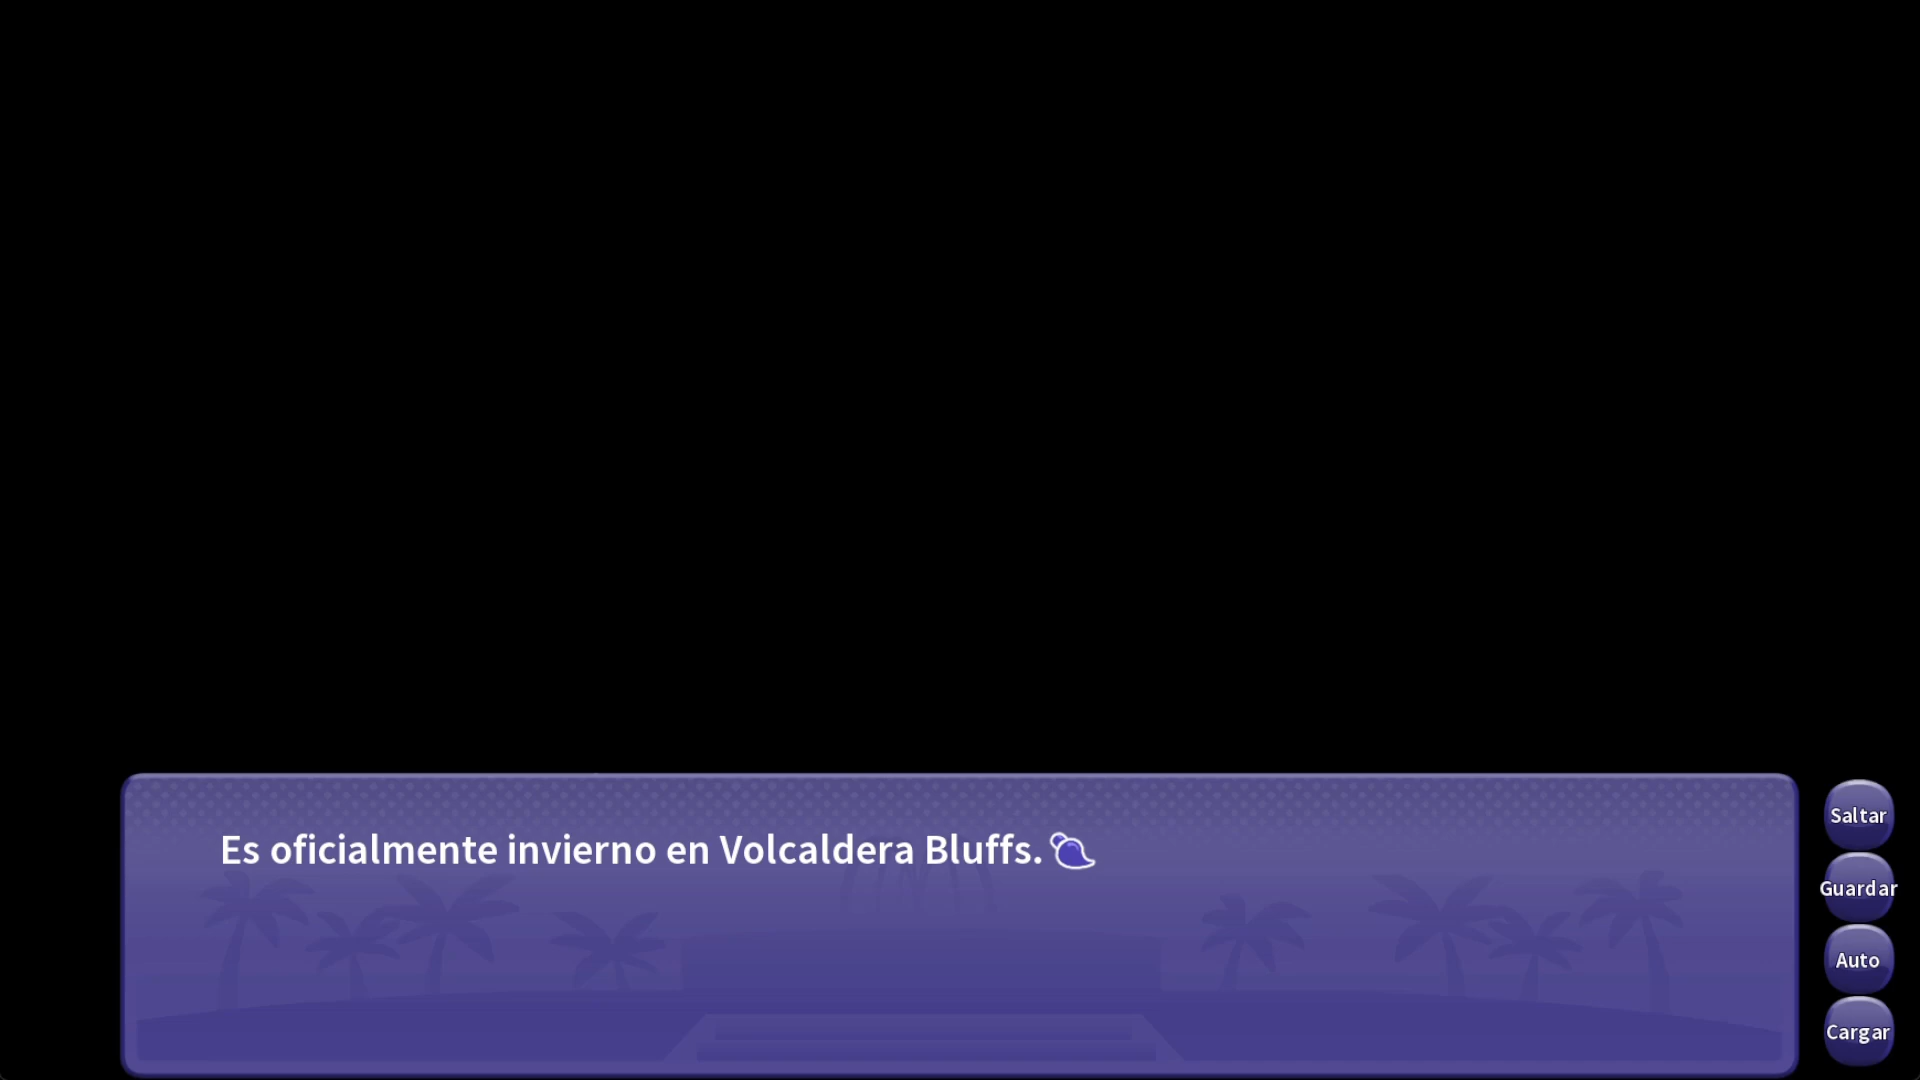 Es oficialmente invierno en Volcaldera Bluffs.
Saltar
Guardar
Auto
Cargar